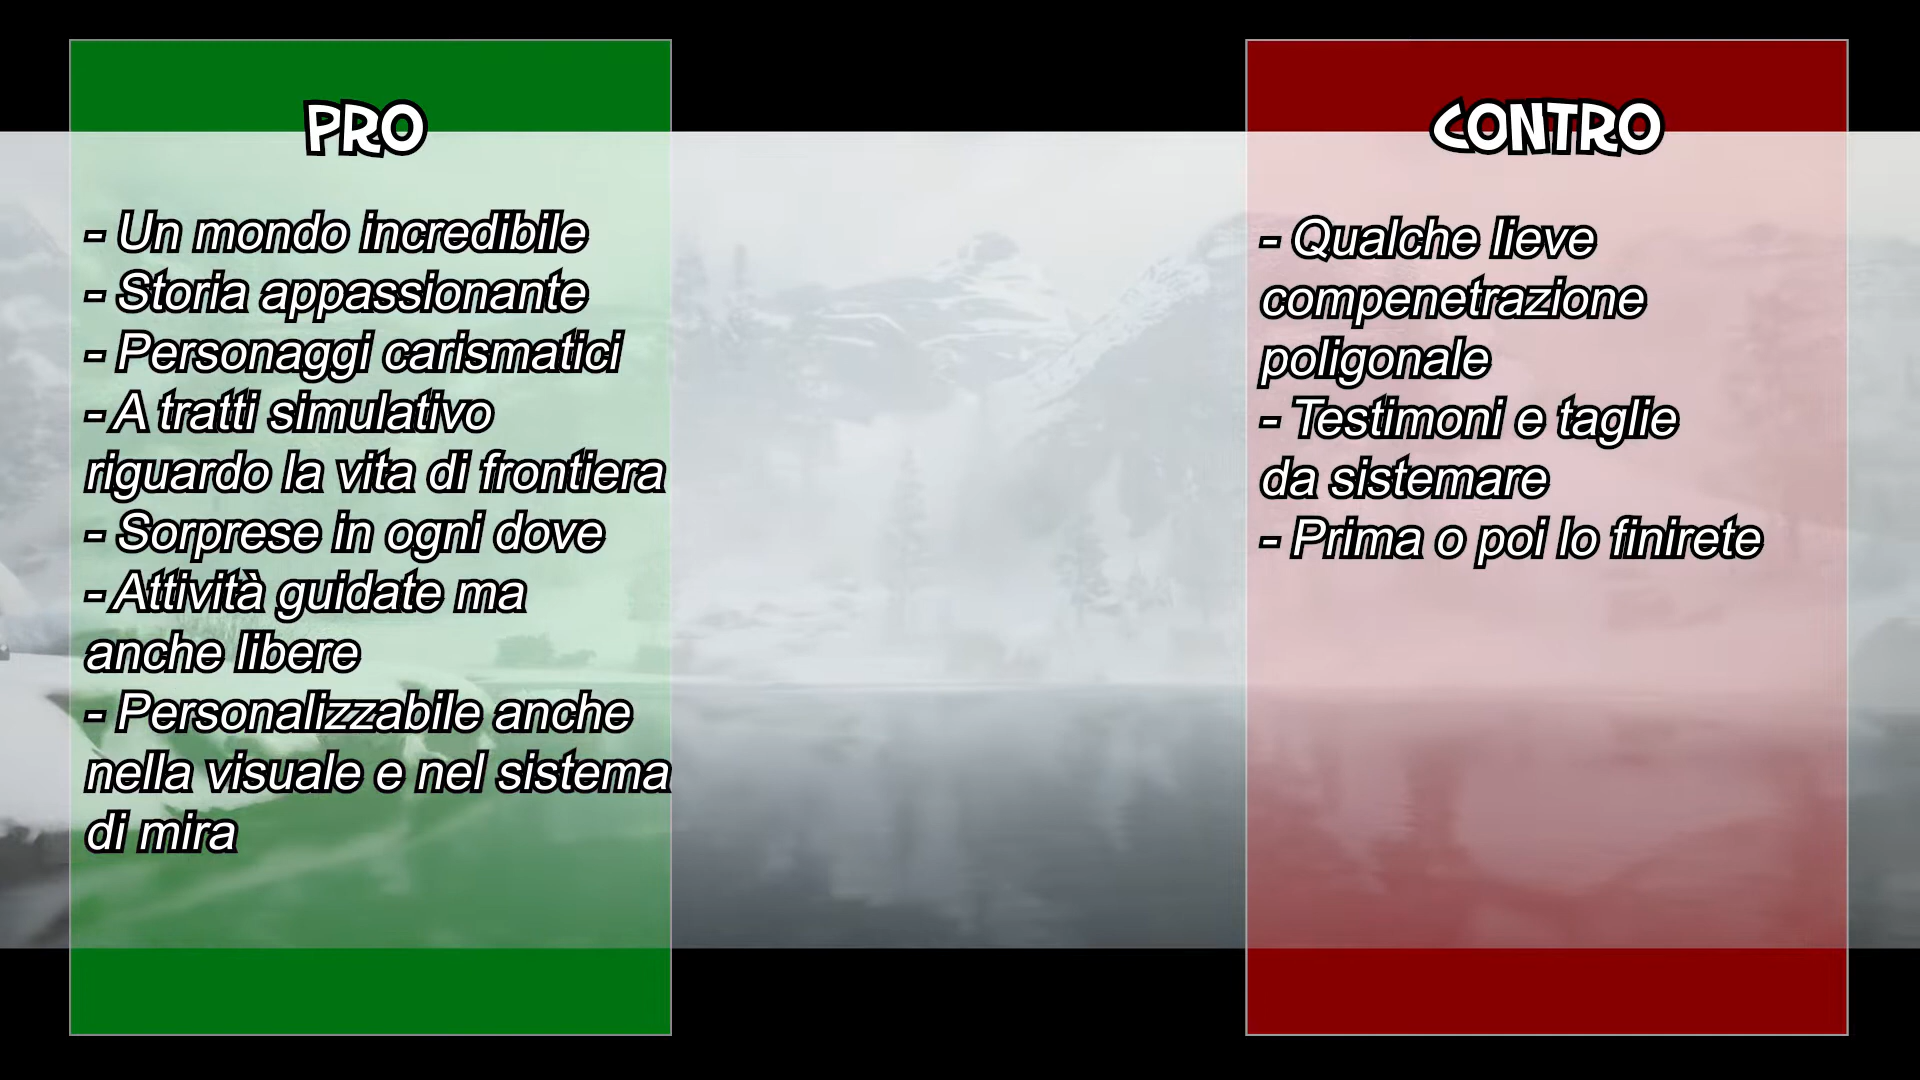 PRO
- Un mondo incredibile
- Storia appassionante
- Personaggi carismatici
- A tratti simulativo
riguardo la vita di frontiera
- Sorprese in ogni dove
- Attività guidate ma
anche libere
- Personalizzabile anche
nella visuale e nel sistema
di mira
CONTRO
- Qualche lieve
compenetrazione
poligonale
- Testimoni e taglie
da sistemare
- Prima o poi lo finirete